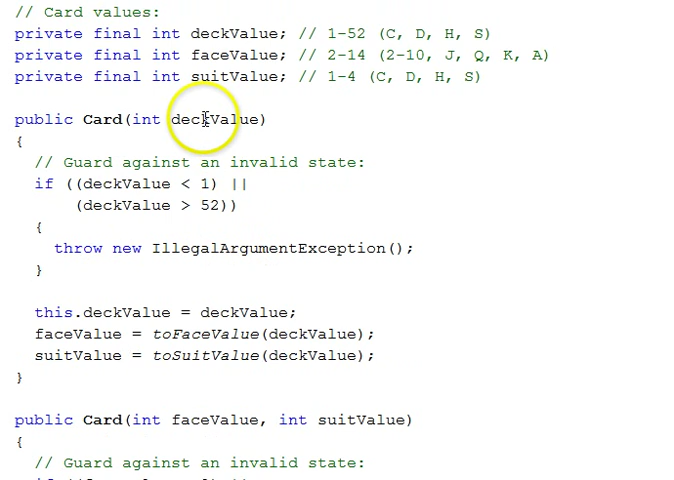 // Card values:
private final int deckValue; // 1-52 (C, D, H, S)
private final int faceValue; // 2-14 (2-10, J, Q, K, A)
private final int suitValue; // 1-4 (C, D, H, S)
public Card(int deckValue)
{
// Guard against an invalid state:
if ((deckValue < 1) ||
(deckValue > 52))
{
throw new IllegalArgumentException();
}
this.deckValue = deckValue;
faceValue = toFaceValue(deckValue);
suitValue = toSuitValue(deckValue);
}
public Card(int faceValue, int suitValue)
{
// Guard against an invalid state: